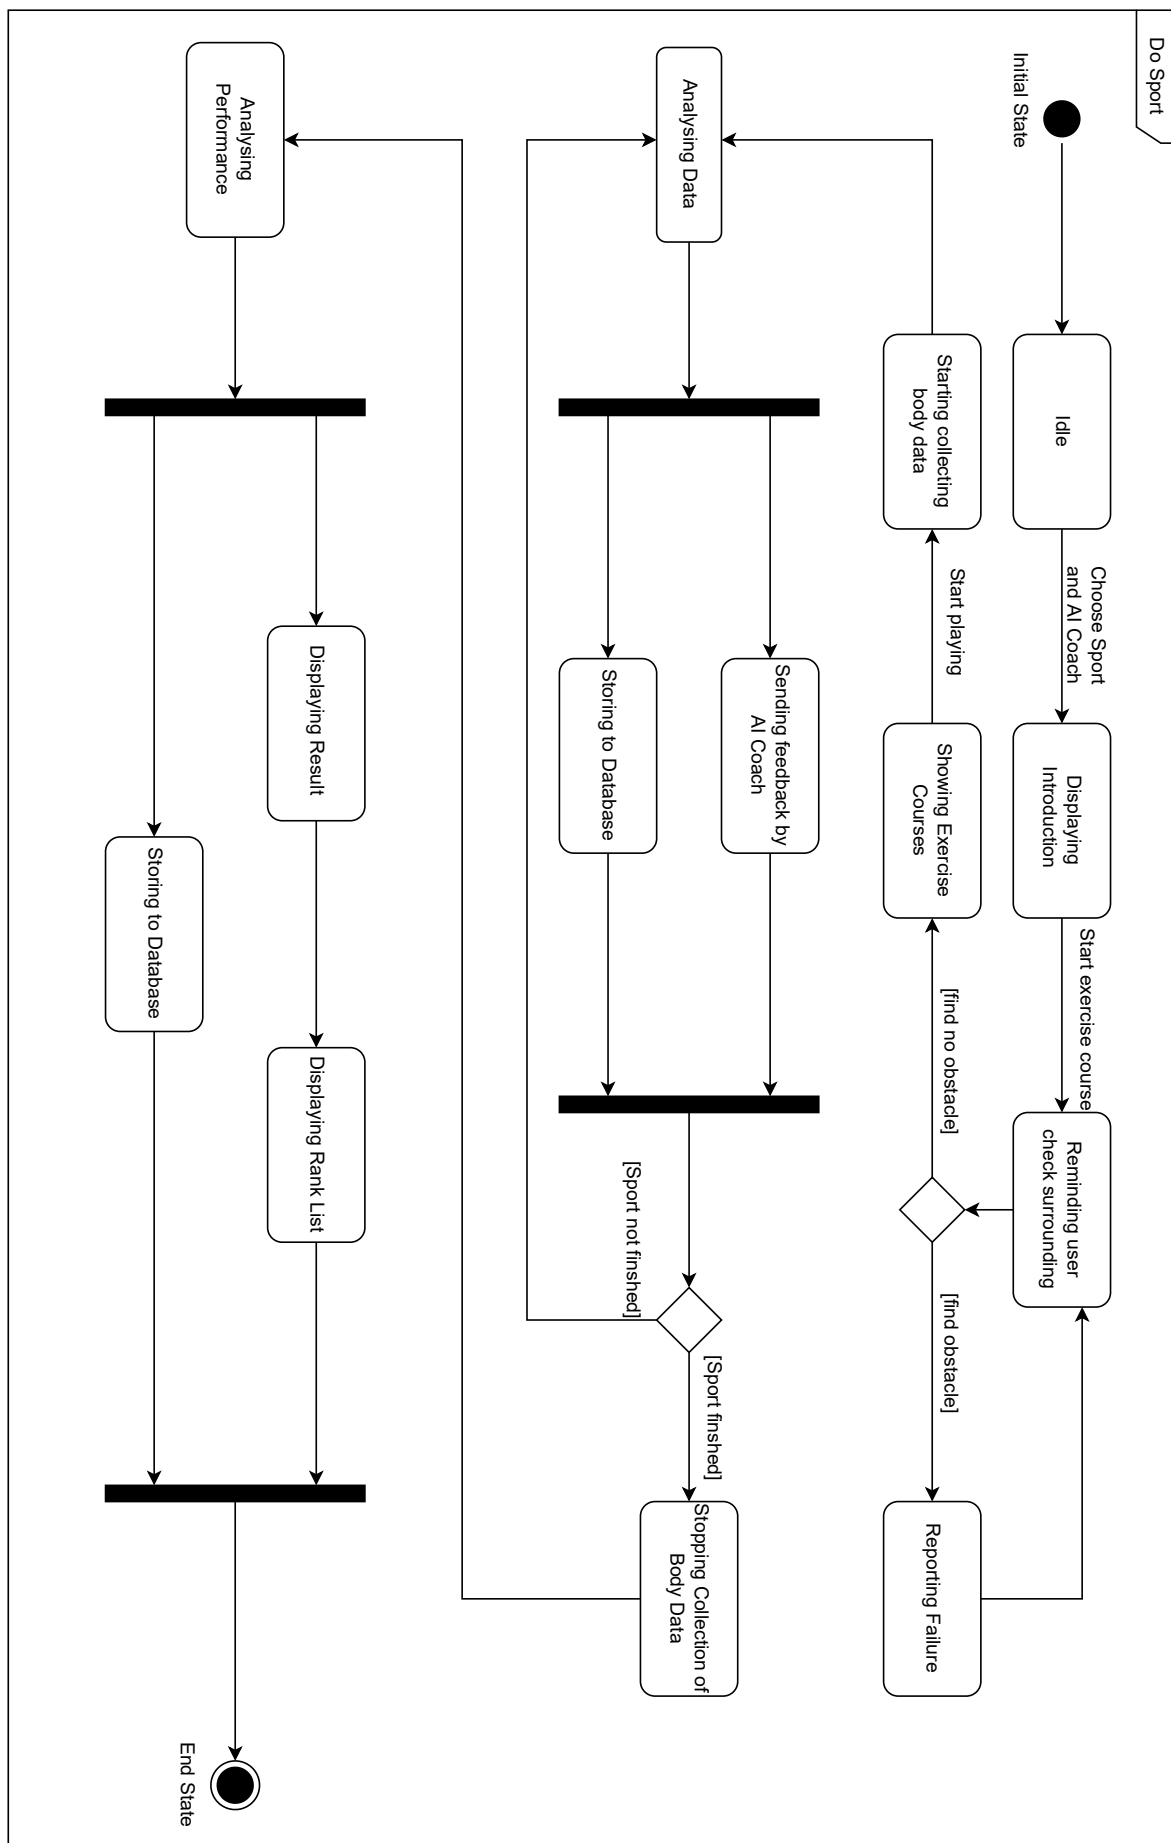 Do Sport
Initial State
Idle
Choose Sport
and AI Coach
Displaying
Introduction
Start exercise course
Reminding user
check surrounding
Starting collecting
body data
Start playing
Showing Exercise
Courses
[find no obstacle]
[find obstacle]
Reporting Failure
Analysing Data
Sending feedback by
AI Coach
Storing to Database
[Sport not finshed]
[Sport finshed]
Stopping Collection of
Body Data
Analysing
Performance
Displaying Result
Displaying Rank List
Storing to Database
End State